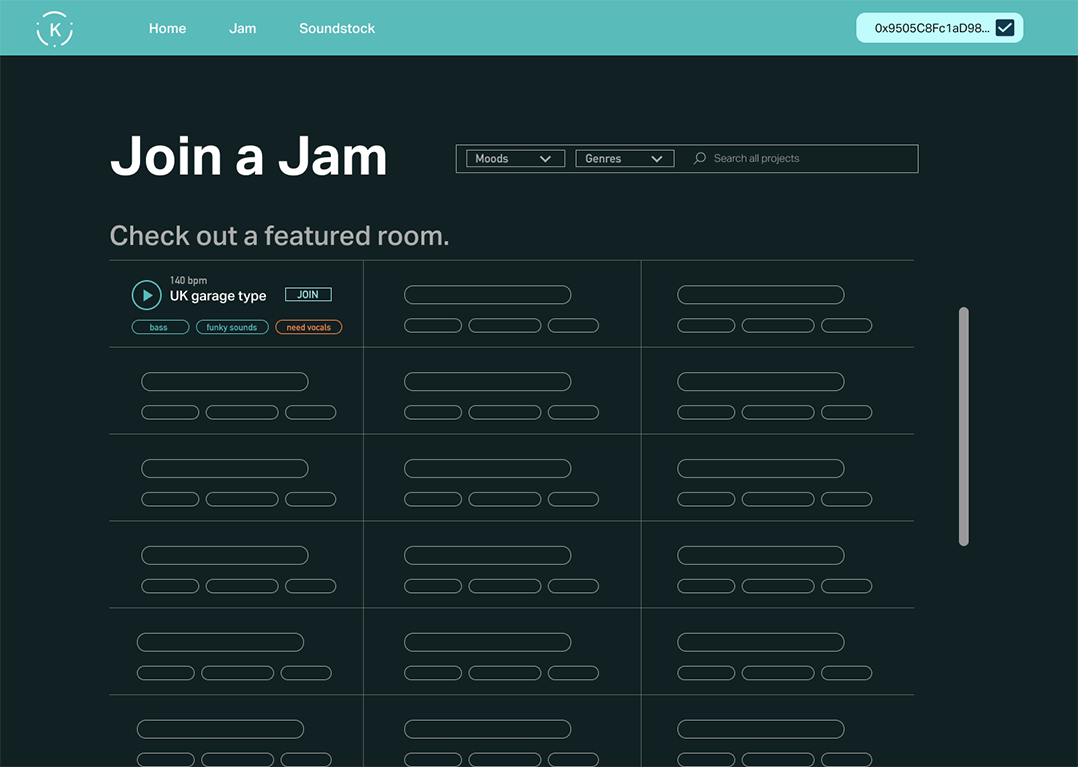 K
Home
Jam
Soundstock
0x9505C8Fc1aD98...
Join a Jam
Moods
Genres
Search all projects
Check out a featured room.
140 bpm
UK garage type
JOIN
bass
funky sounds
need vocals